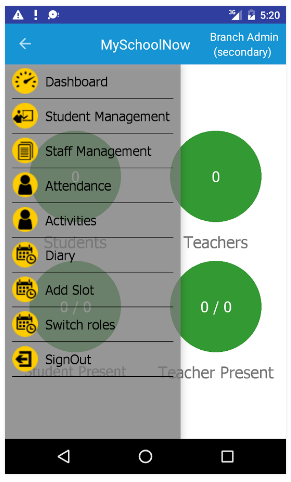 3G 5:20
MySchoolNow
Branch Admin
(secondary)
Dashboard
Student Management
Staff Management
Attendance
Activities
Diary
Add Slot
Switch roles
SignOut
0
0
Students
Teachers
0 / 0
0 / 0
Student Present
Teacher Present